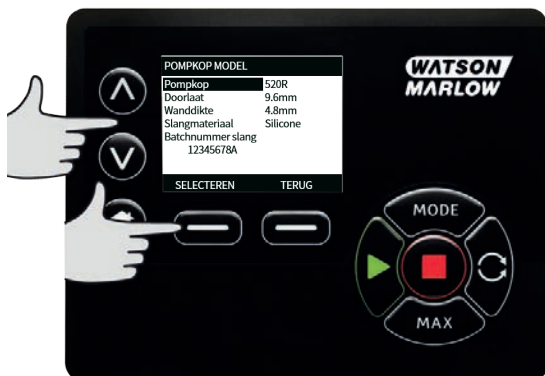 POMPKOP MODEL
Pompkop 520R
Doorlaat 9.6mm
Wanddikte 4.8mm
Slangmateriaal Silicone
Batchnummer slang
12345678A
SELECTEREN TERUG
WATSON
MARLOW
MODE
MAX